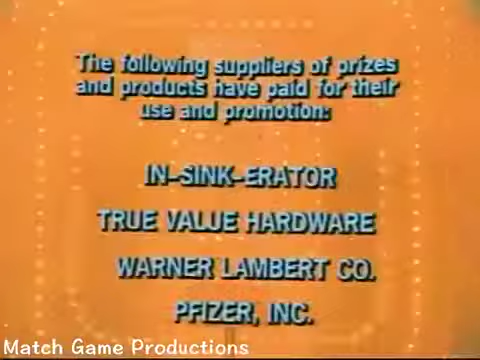 The following suppliers of prizes
and products have paid for their
use and promotion:
IN-SINK-ERATOR
TRUE VALUE HARDWARE
WARNER LAMBERT CO.
PFIZER, INC.
Match Game Productions